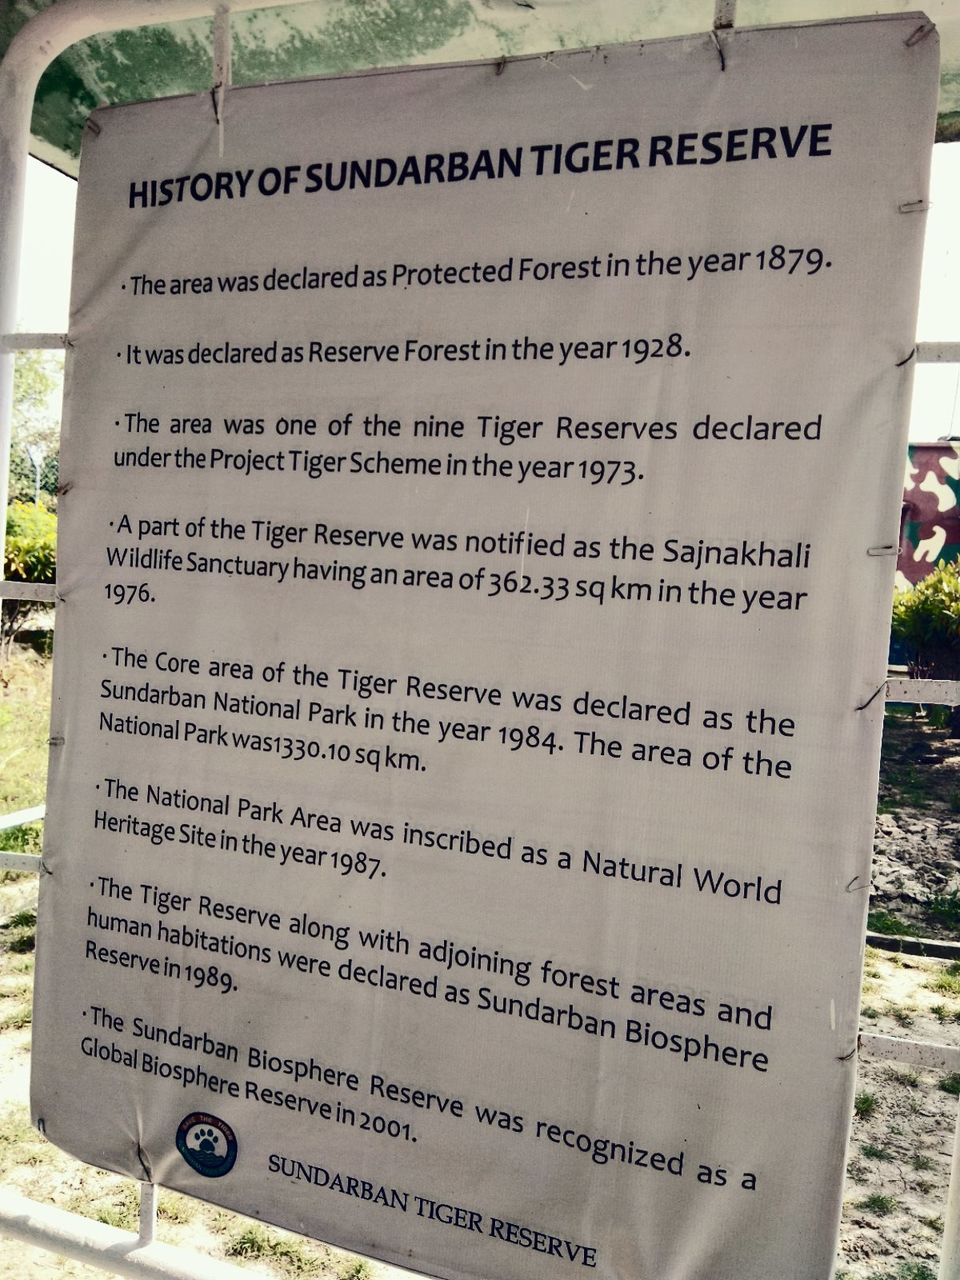 HISTORY OF SUNDARBAN TIGER RESERVE
·The area was declared as Protected Forest in the year 1879.
·It was declared as Reserve Forest in the year 1928.
·The area was one of the nine Tiger Reserves declared
under the Project Tiger Scheme in the year 1973.
·A part of the Tiger Reserve was notified as the Sajnakhali
Wildlife Sanctuary having an area of 362.33 sq km in the year
1976.
·The Core area of the Tiger Reserve was declared as the
Sundarban National Park in the year 1984. The area of the
National Park was1330.10 sq km.
·The National Park Area was inscribed as a Natural World
Heritage Site in the year 1987.
·The Tiger Reserve along with adjoining forest areas and
human habitations were declared as Sundarban Biosphere
Reserve in 1989.
·The Sundarban Biosphere Reserve was recognized as a
Global Biosphere Reserve in 2001.
SAVE THE TIGER
SUNDARBAN TIGER RESERVE